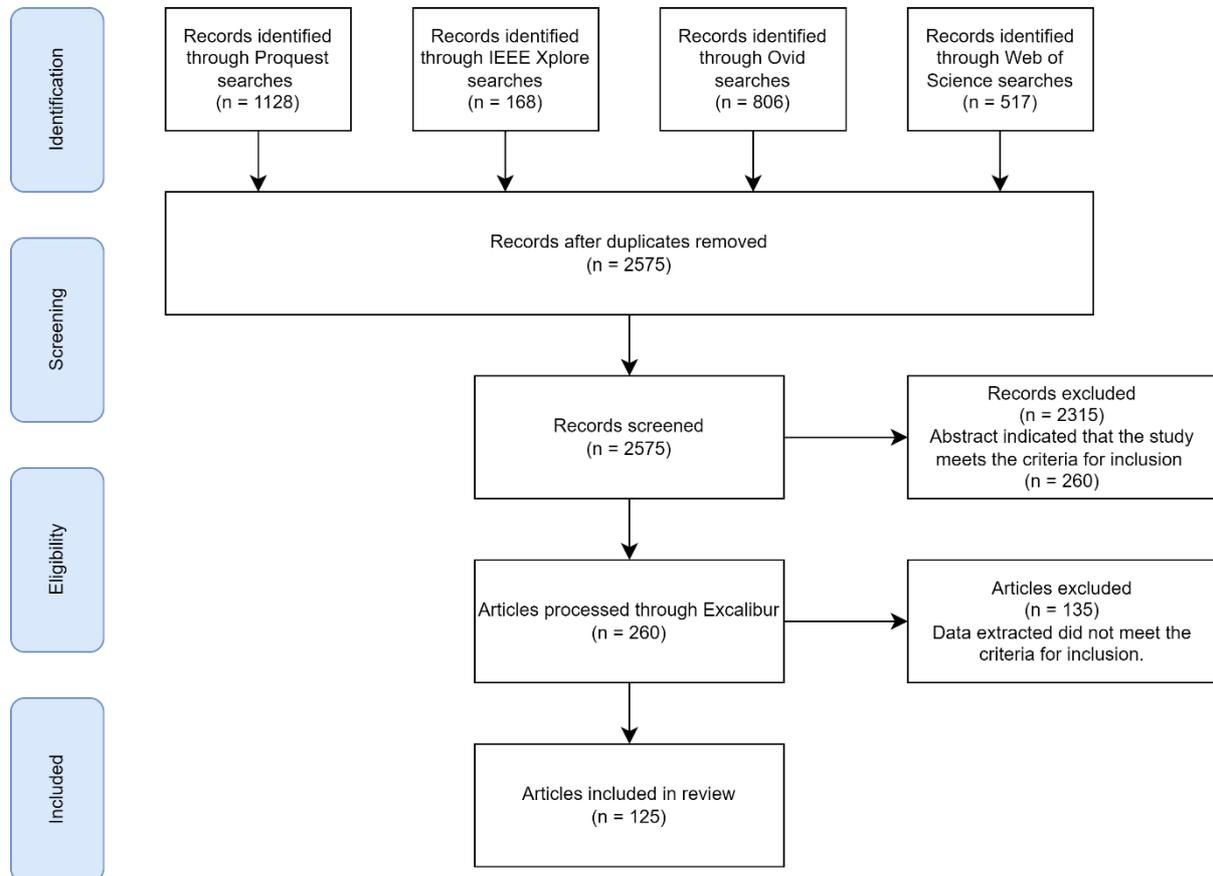 Identification
Records identified
through Proquest
searches
(n = 1128)
Records identified
through IEEE Xplore
searches
(n = 168)
Records identified
through Ovid
searches
(n = 806)
Records identified
through Web of
Science searches
(n = 517)
Records after duplicates removed
(n = 2575)
Screening
Records screened
(n = 2575)
Records excluded
(n = 2315)
Abstract indicated that the study
meets the criteria for inclusion
(n = 260)
Eligibility
Articles processed through Excalibur
(n = 260)
Articles excluded
(n = 135)
Data extracted did not meet the
criteria for inclusion.
Included
Articles included in review
(n = 125)